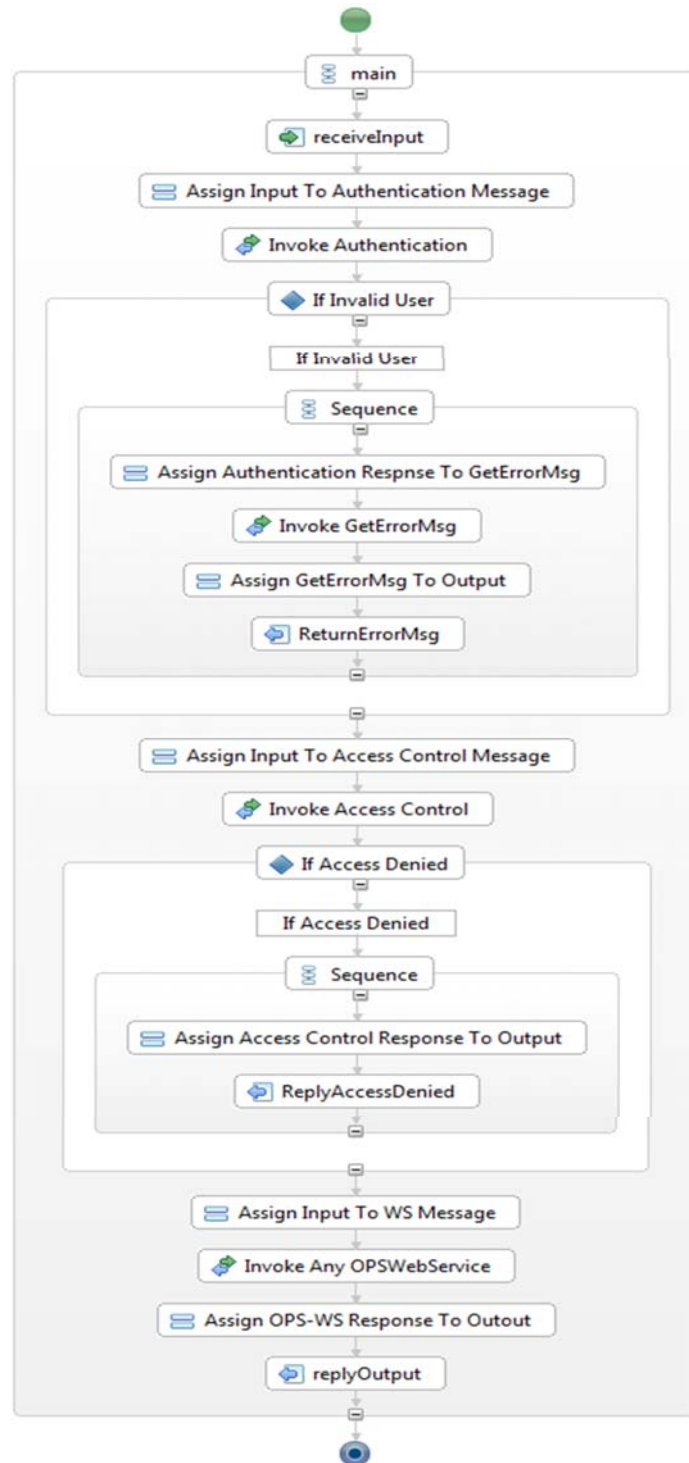 main
receiveInput
Assign Input To Authentication Message
Invoke Authentication
If Invalid User
If Invalid User
Sequence
Assign Authentication Respnse To GetErrorMsg
Invoke GetErrorMsg
Assign GetErrorMsg To Output
ReturnErrorMsg
Assign Input To Access Control Message
Invoke Access Control
If Access Denied
If Access Denied
Sequence
Assign Access Control Response To Output
ReplyAccessDenied
Assign Input To WS Message
Invoke Any OPSWebService
Assign OPS-WS Response To Outout
replyOutput